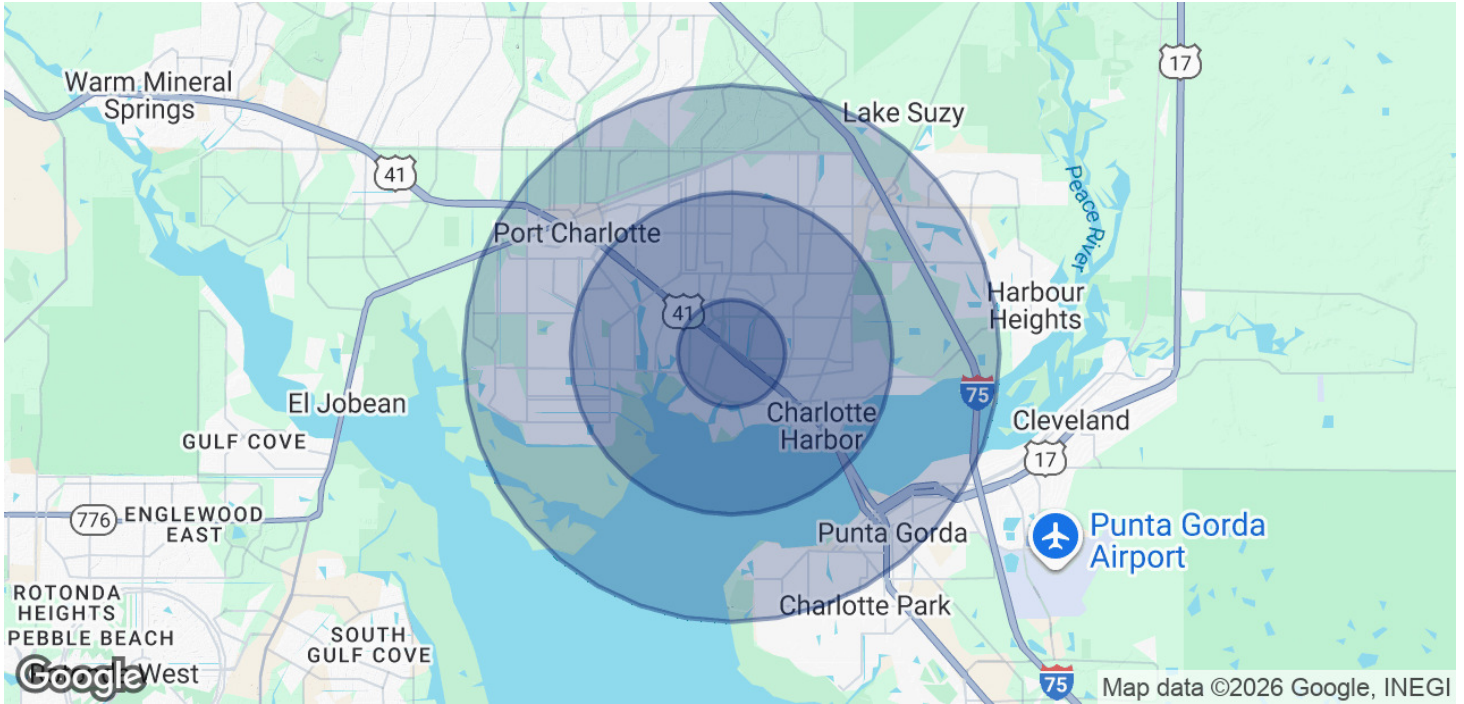 17
Warm Mineral
Springs
Lake Suzy
41
Peace River
Port Charlotte
Harbour
Heights
41
75
El Jobean
Charlotte
Harbor
Cleveland
GULF COVE
17
776
ENGLEWOOD
EAST
Punta Gorda
Punta Gorda
Airport
ROTONDA
HEIGHTS
Charlotte Park
PEBBLE BEACH
SOUTH
GULF COVE
West
Google
75
Map data ©2026 Google, INEGI